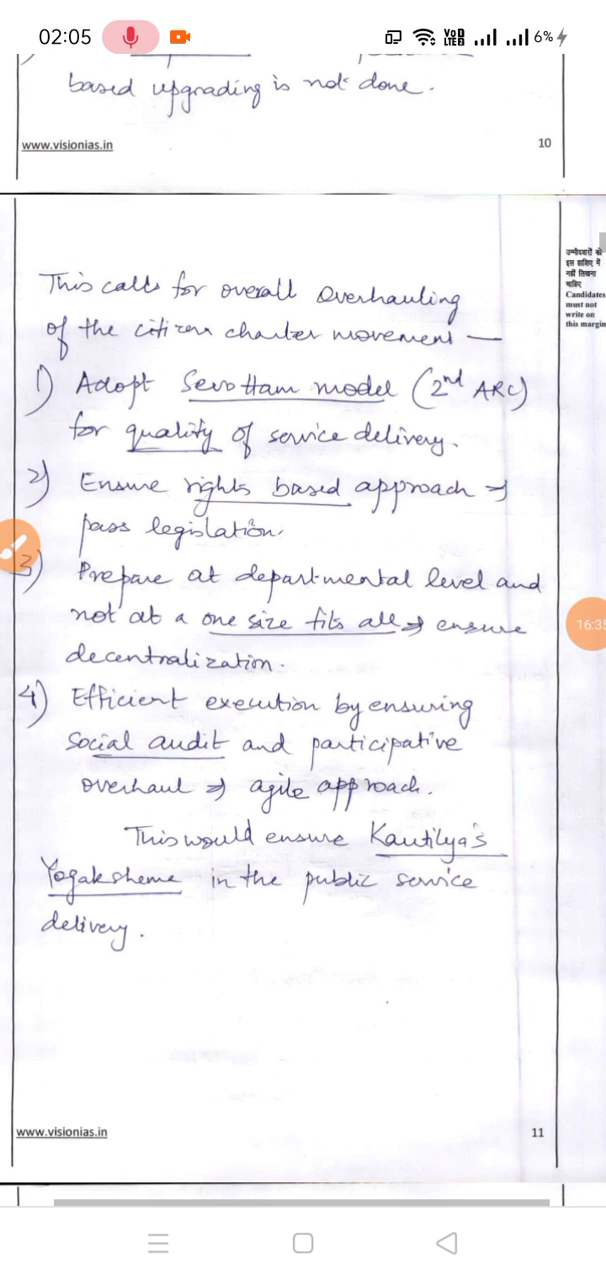 02:05
VoD
LTE2
6%
based upgrading is not done.
www.visionias.in
10
उम्मीदवारों को
इस हाशिए में
नहीं लिखना
चाहिए
Candidates
must not
write on
this margin
This calls for overall overhauling
of the citizen charter movement —
1) Adopt Sevottam model (2nd ARC)
for quality of service delivery.
2) Ensure rights based approach →
pass legislation.
3) Prepare at departmental level and
not at a one size fits all → ensure
16:35
decentralization.
4) Efficient execution by ensuring
social audit and participative
overhaul → agile approach.
This would ensure Kautilya's
Yogaksheme in the public service
delivery.
www.visionias.in
11